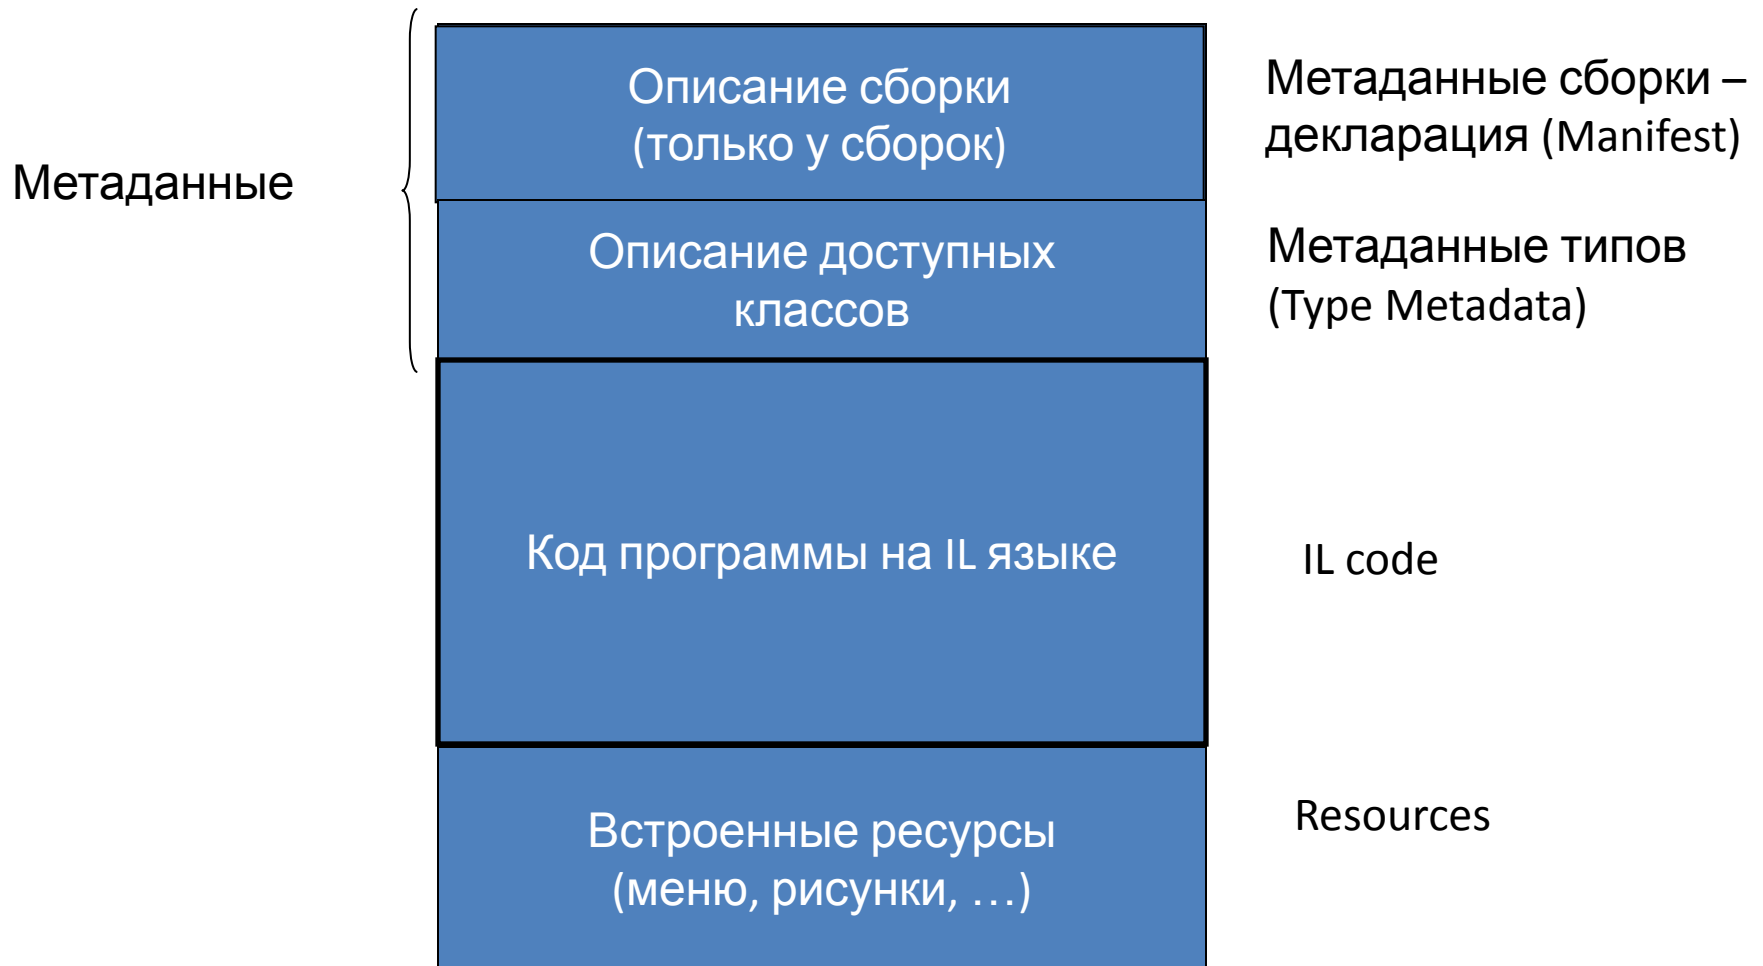 Метаданные
Описание сборки
(только у сборок)
Метаданные сборки –
декларация (Manifest)
Описание доступных
классов
Метаданные типов
(Type Metadata)
Код программы на IL языке
IL code
Встроенные ресурсы
(меню, рисунки, …)
Resources